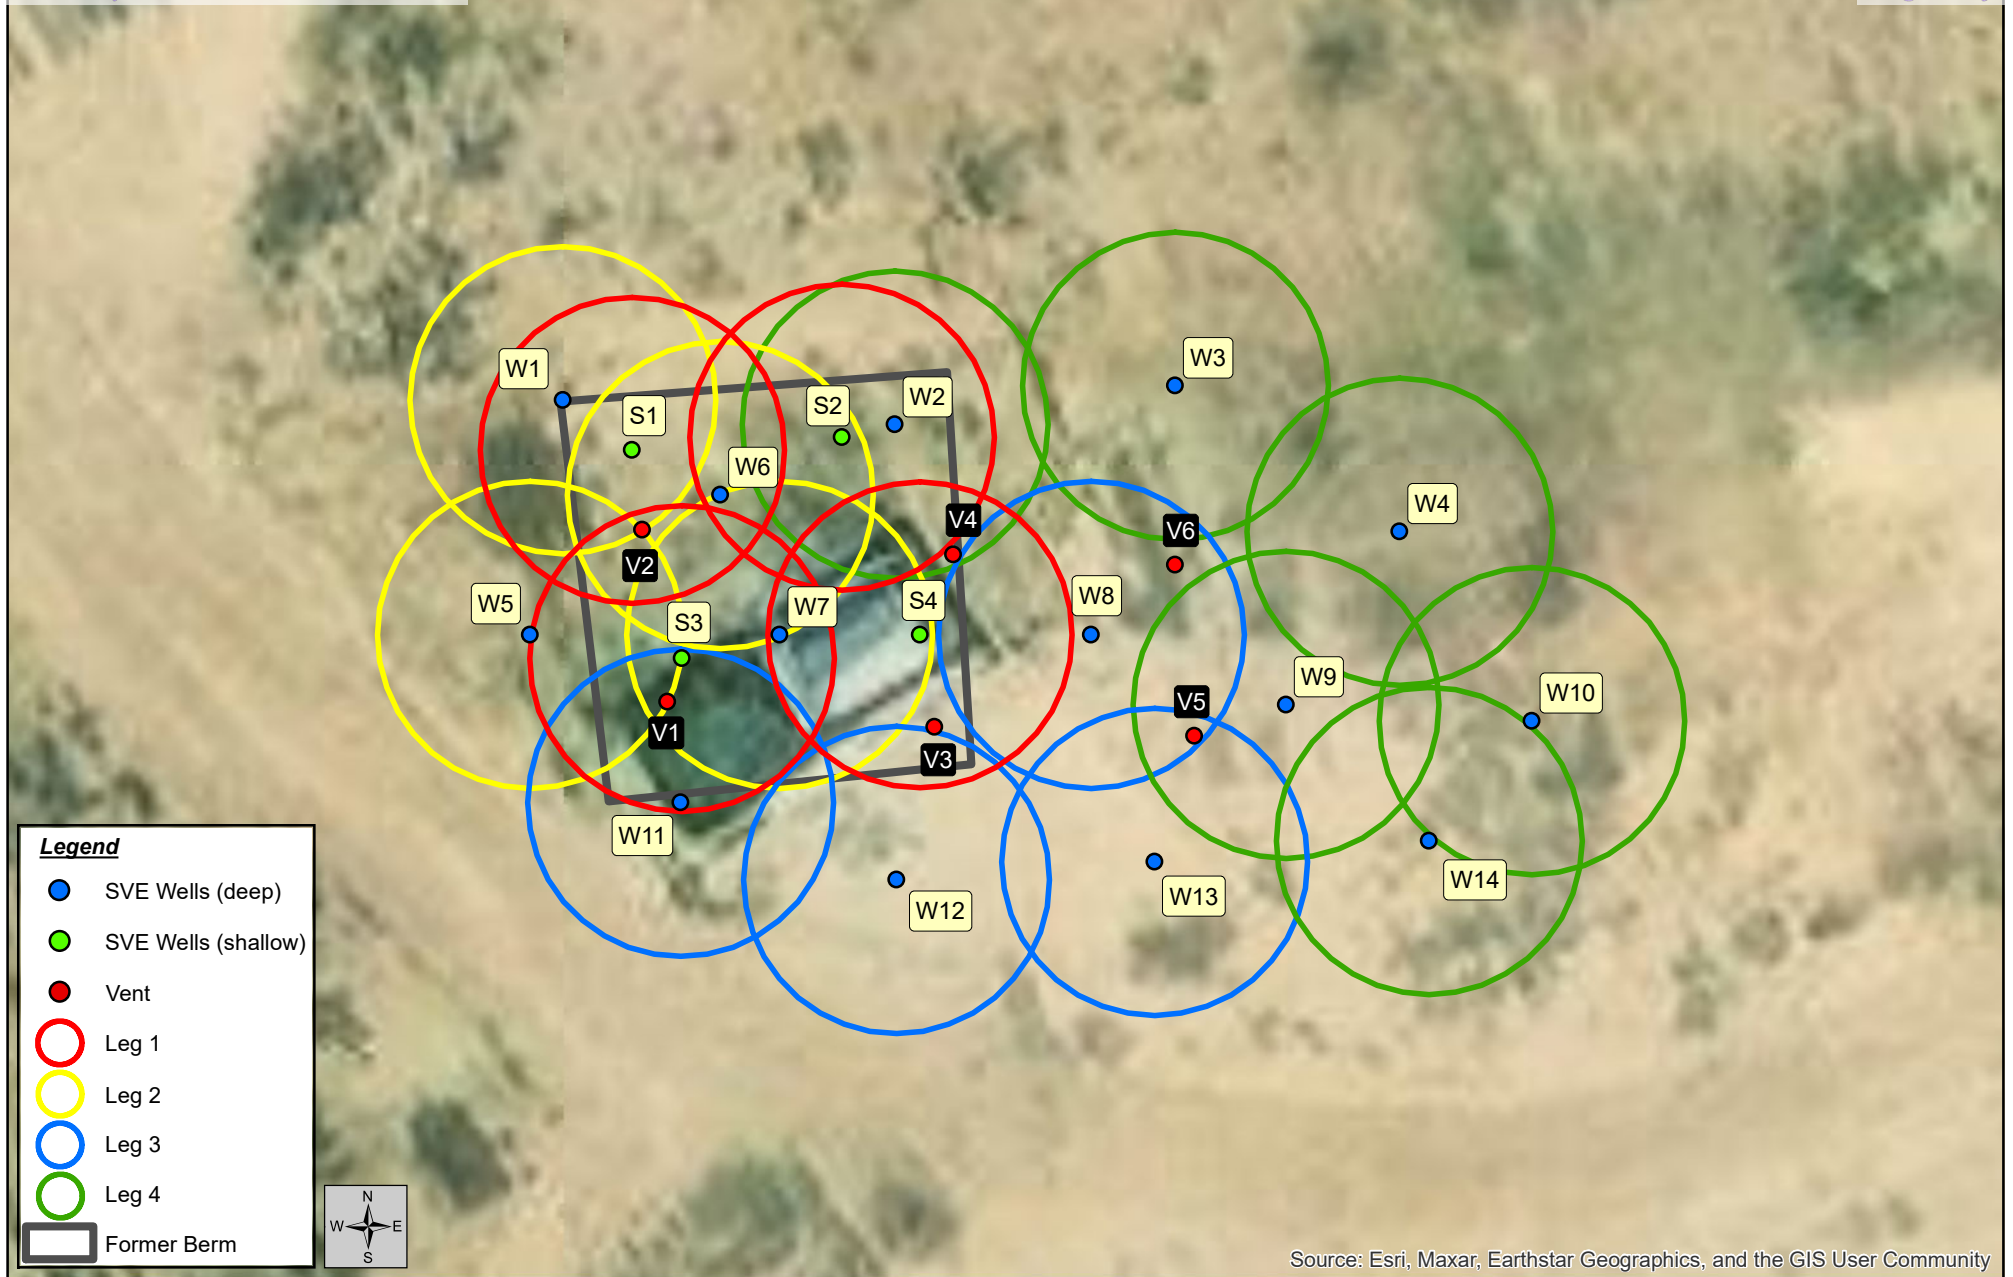 W1
S1
S2
W2
W3
W6
W4
V4
V6
V2
W5
S3
W7
S4
W8
V1
V3
V5
W9
W10
W11
W12
W13
W14
Legend
SVE Wells (deep)
SVE Wells (shallow)
Vent
Leg 1
Leg 2
Leg 3
Leg 4
Former Berm
N
W E
S
Source: Esri, Maxar, Earthstar Geographics, and the GIS User Community